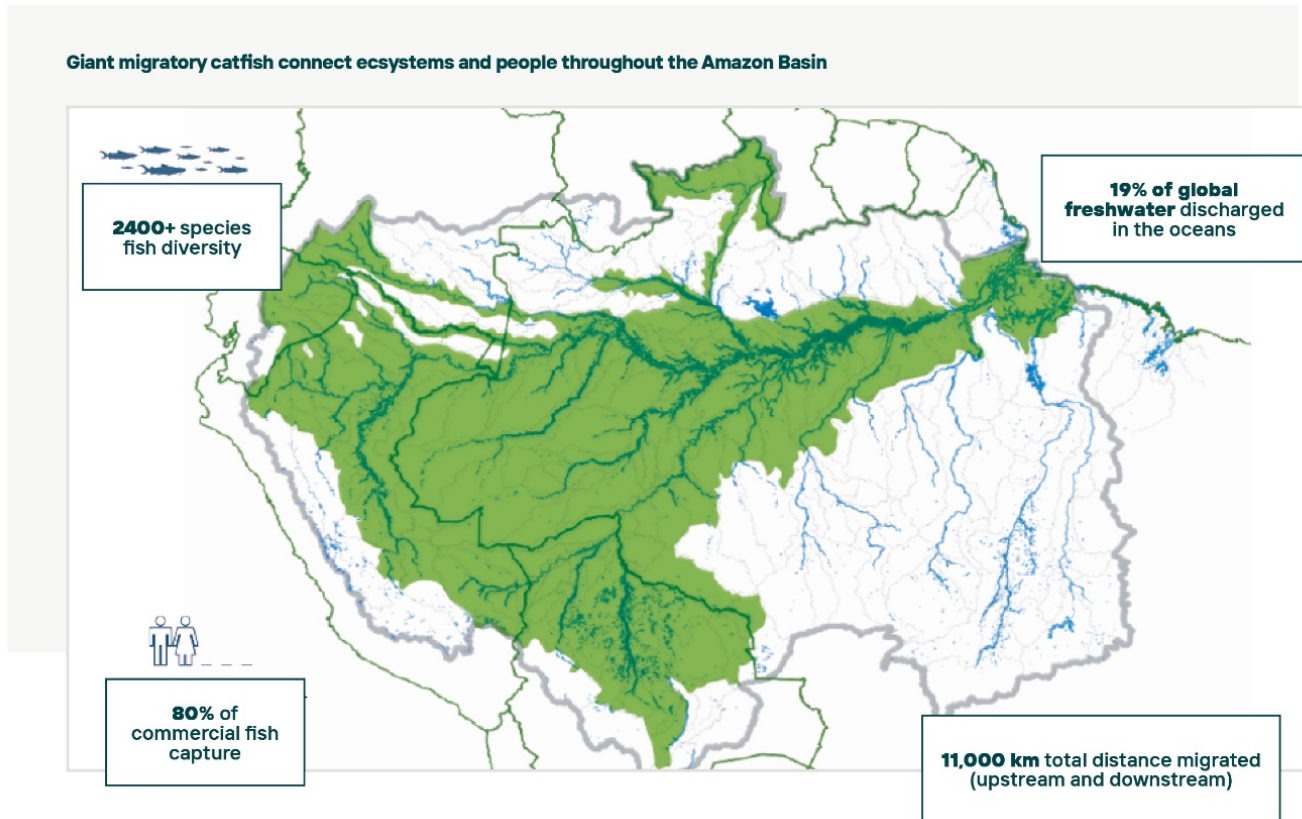 Giant migratory catfish connect ecsystems and people throughout the Amazon Basin
2400+ species
fish diversity
19% of global
freshwater discharged
in the oceans
80% of
commercial fish
capture
11,000 km total distance migrated
(upstream and downstream)